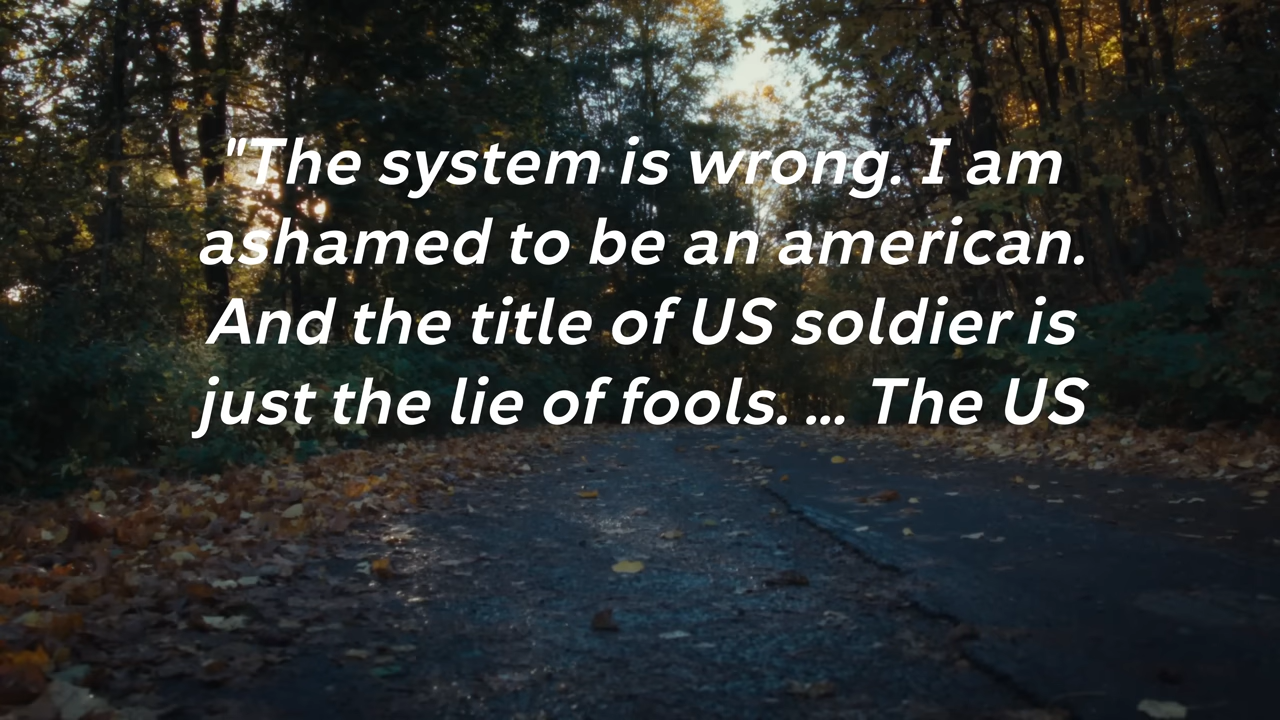 "The system is wrong. I am
ashamed to be an american.
And the title of US soldier is
just the lie of fools. ... The US